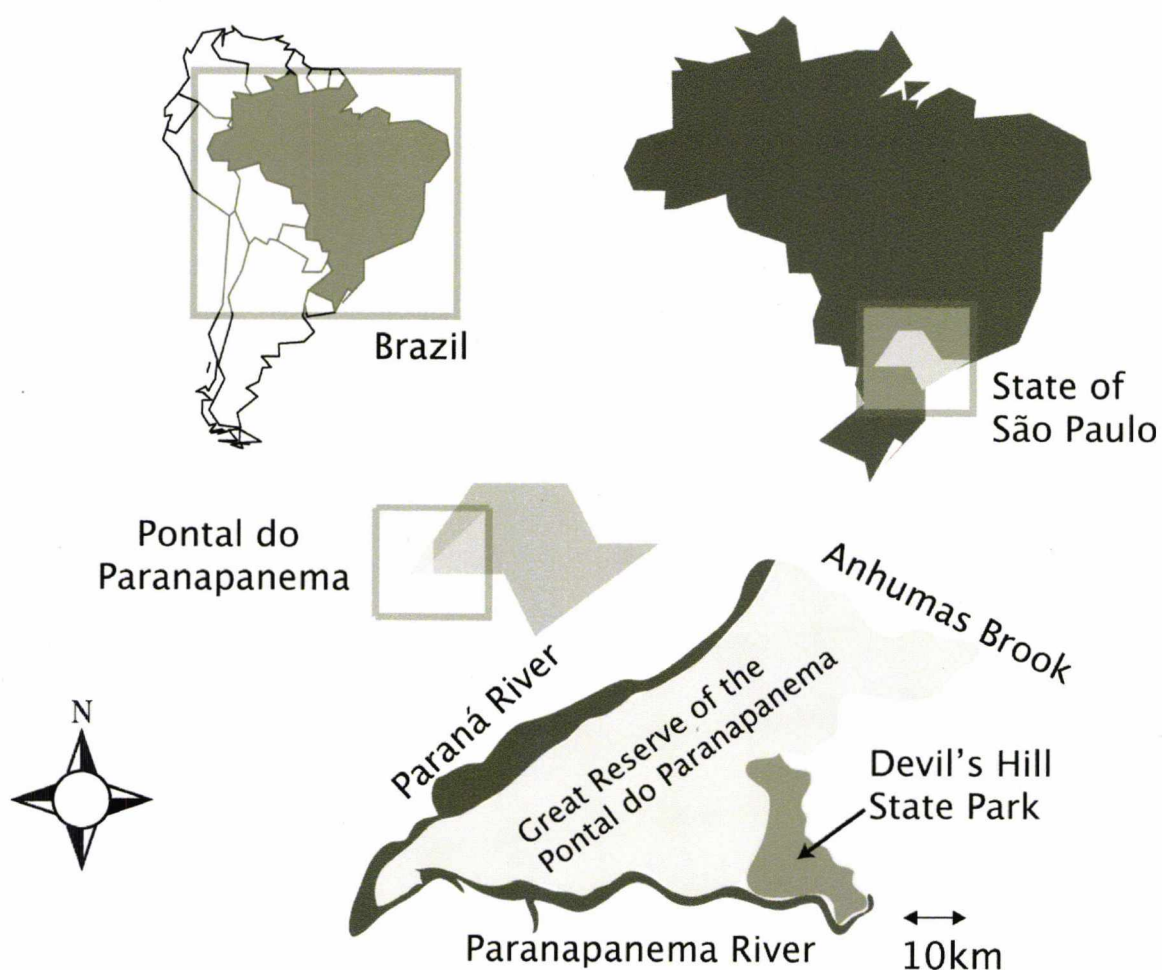 Brazil
State of
São Paulo
Pontal do
Paranapanema
Anhumas Brook
Paraná River
Great Reserve of the
Pontal do Paranapanema
N
Devil's Hill
State Park
Paranapanema River
10km